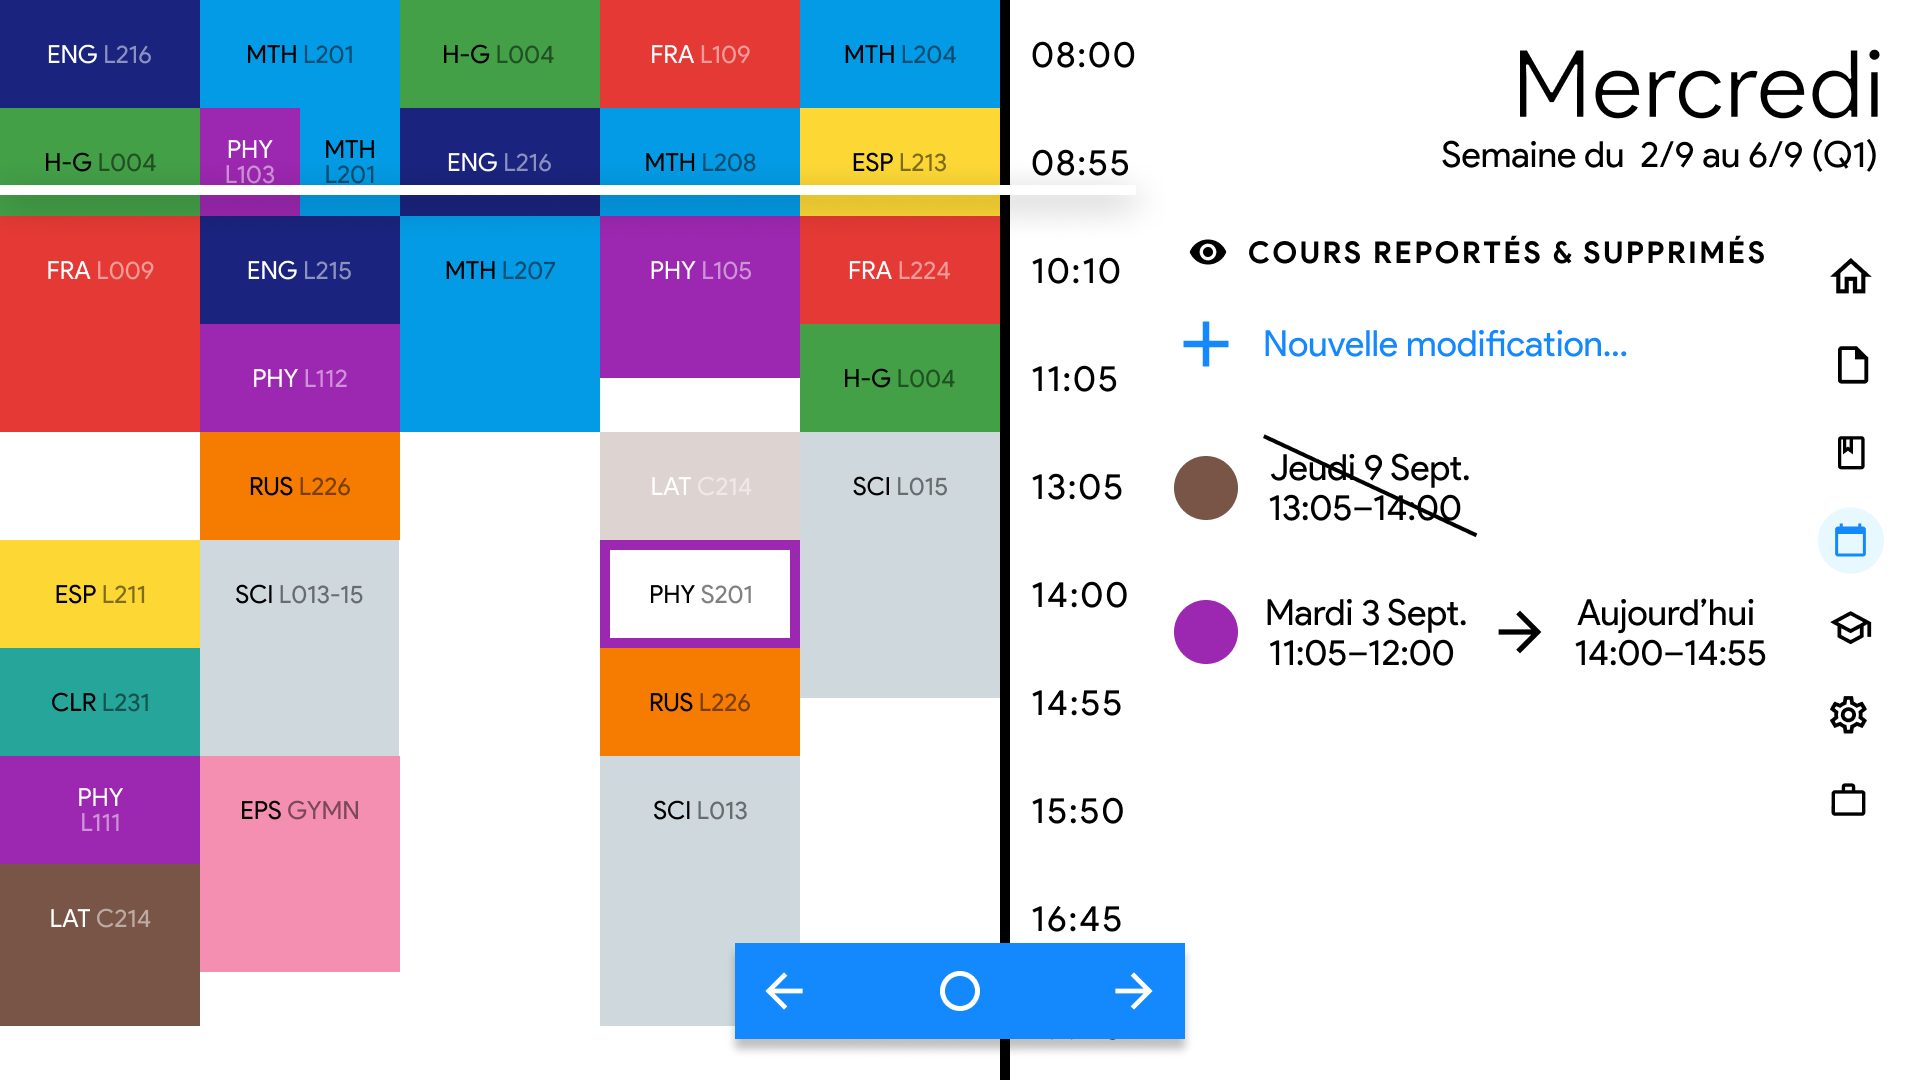 ENG L216
MTH L201
H-G L004
FRA L109
MTH L204
08:00
H-G L004
PHY
L103
MTH
L201
ENG L216
MTH L208
ESP L213
08:55
FRA L009
ENG L215
MTH L207
PHY L105
FRA L224
10:10
PHY L112
H-G L004
11:05
RUS L226
LAT C214
SCI L015
13:05
ESP L211
SCI L013-15
PHY S201
14:00
CLR L231
RUS L226
14:55
PHY
L111
EPS GYMN
SCI L013
15:50
LAT C214
16:45
Mercredi
Semaine du  2/9 au 6/9 (Q1)
COURS REPORTÉS & SUPPRIMÉS
Nouvelle modification...
Jeudi 9 Sept.
13:05–14:00
Mardi 3 Sept.
11:05–12:00
Aujourd’hui
14:00–14:55